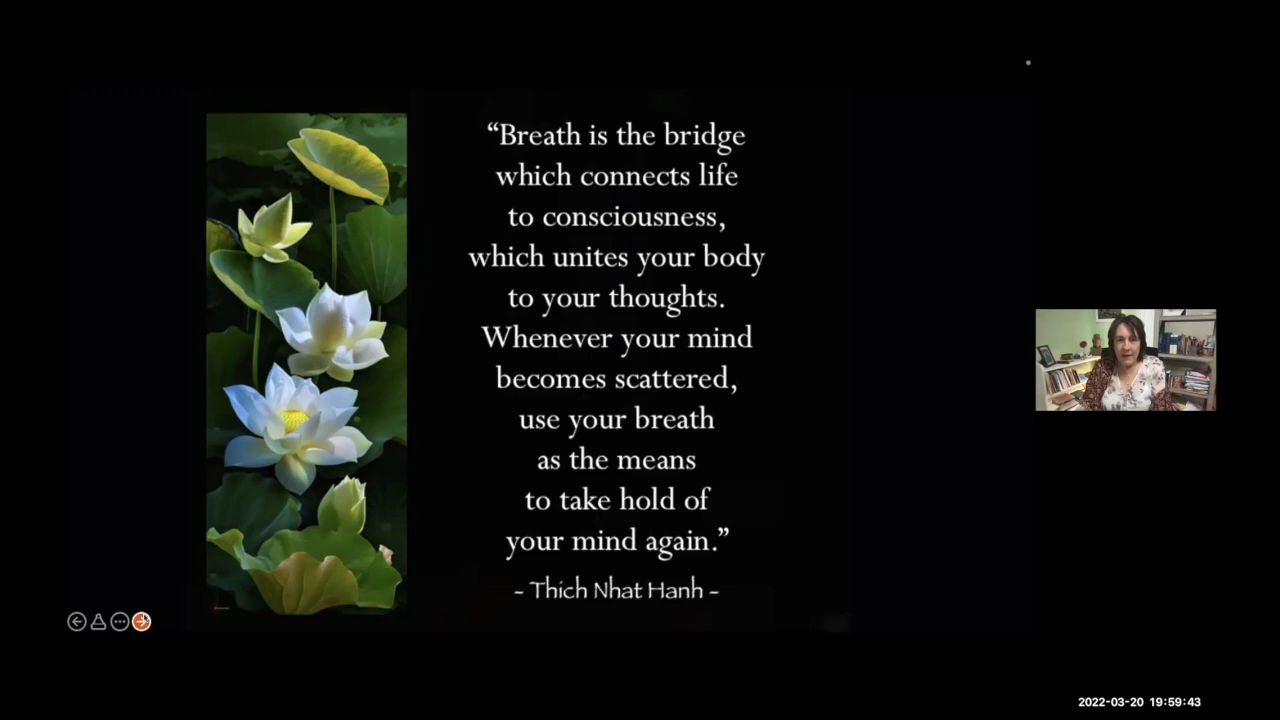 “Breath is the bridge
which connects life
to consciousness,
which unites your body
to your thoughts.
Whenever your mind
becomes scattered,
use your breath
as the means
to take hold of
your mind again.”
- Thich Nhat Hanh -
2022-03-20 19:59:43